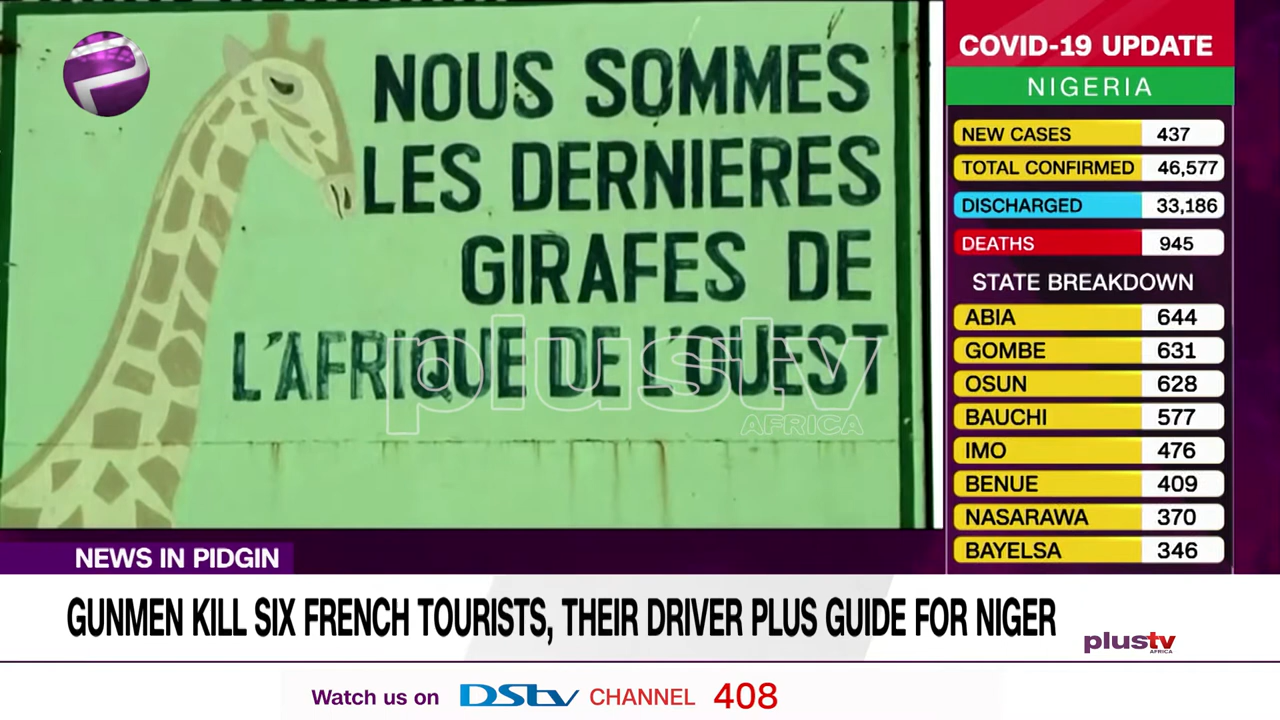 NOUS SOMMES
LES DERNIERES
GIRAFES DE
L'AFRIQUE DE L'OUEST
plustv
AFRICA
COVID-19 UPDATE
NIGERIA
NEW CASES 437
TOTAL CONFIRMED 46,577
DISCHARGED 33,186
DEATHS 945
STATE BREAKDOWN
ABIA 644
GOMBE 631
OSUN 628
BAUCHI 577
IMO 476
BENUE 409
NASARAWA 370
BAYELSA 346
NEWS IN PIDGIN
GUNMEN KILL SIX FRENCH TOURISTS, THEIR DRIVER PLUS GUIDE FOR NIGER
plustv
AFRICA
Watch us on DStv CHANNEL 408